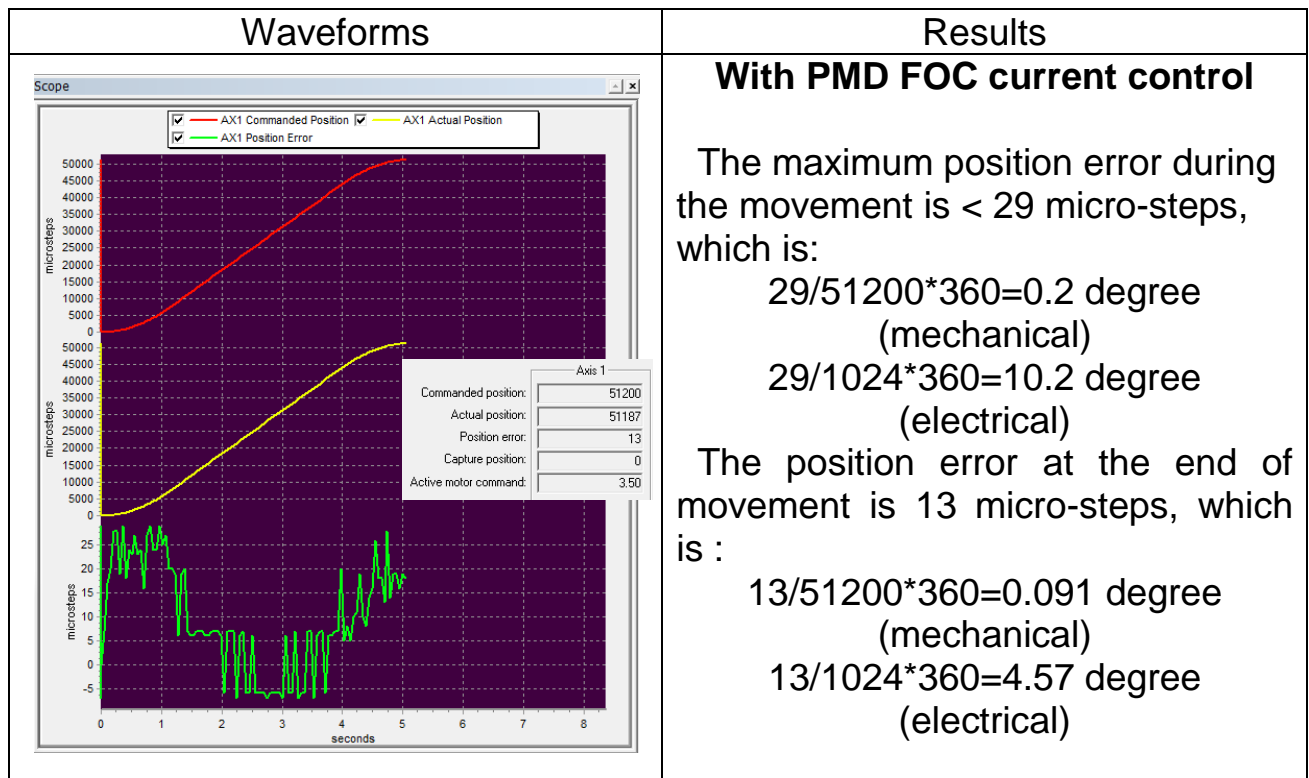 Waveforms
Results
Scope
AX1 Commanded Position
AX1 Actual Position
AX1 Position Error
50000
45000
40000
35000
30000
25000
20000
15000
10000
5000
0
microsteps
50000
45000
40000
35000
30000
25000
20000
15000
10000
5000
0
microsteps
25
20
15
10
5
0
-5
microsteps
0 1 2 3 4 5 6 7 8
seconds
Axis 1
Commanded position: 51200
Actual position: 51187
Position error: 13
Capture position: 0
Active motor command: 3.50
With PMD FOC current control
The maximum position error during
the movement is < 29 micro-steps,
which is:
29/51200*360=0.2 degree
(mechanical)
29/1024*360=10.2 degree
(electrical)
The position error at the end of
movement is 13 micro-steps, which
is :
13/51200*360=0.091 degree
(mechanical)
13/1024*360=4.57 degree
(electrical)